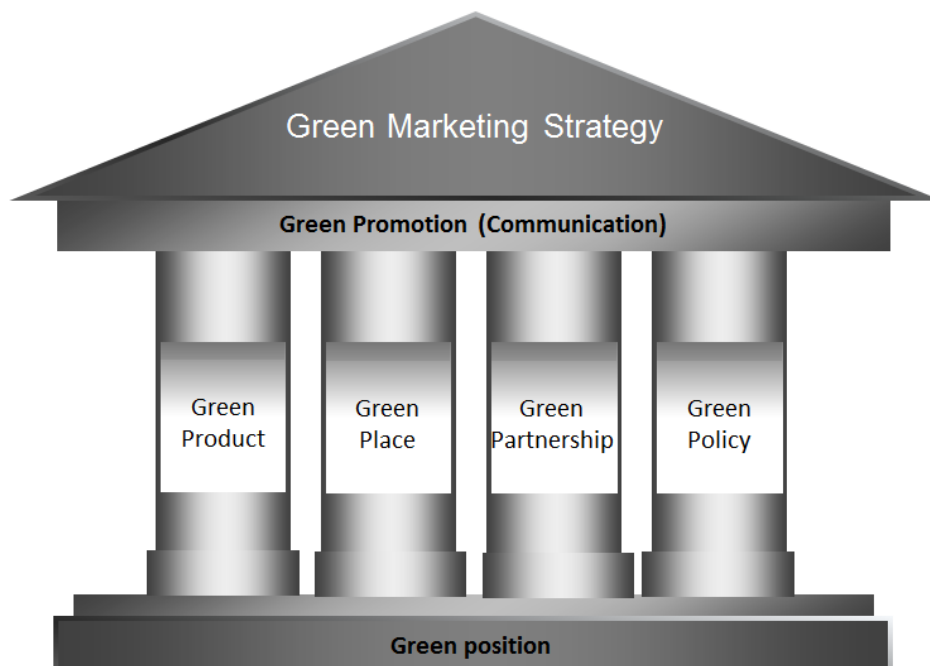 Green Marketing Strategy
Green Promotion (Communication)
Green
Product
Green
Place
Green
Partnership
Green
Policy
Green position